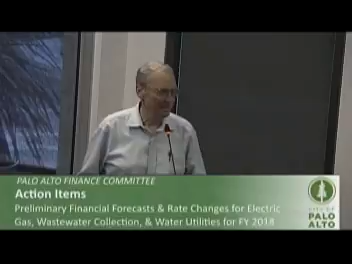 PALO ALTO FINANCE COMMITTEE
Action Items
Preliminary Financial Forecasts & Rate Changes for Electric
Gas, Wastewater Collection, & Water Utilities for FY 2018
CITY OF
PALO
ALTO